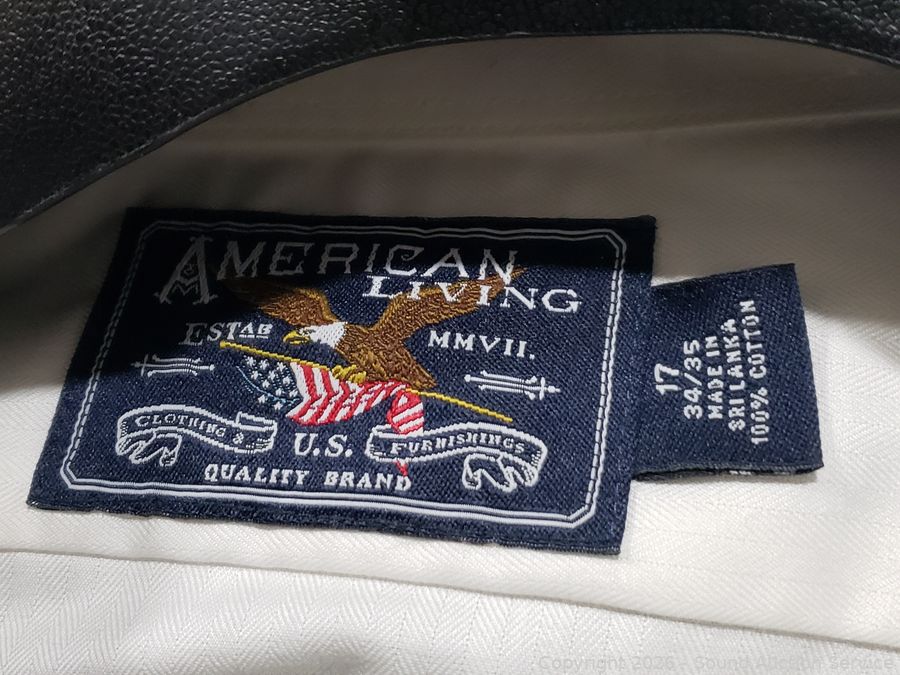 AMERICAN
LIVING
ESTAB MMVII.
CLOTHING & U.S. FURNISHINGS
QUALITY BRAND
17
34/35
MADE IN
SRI LANKA
100% COTTON
Copyright 2026 - Sound Auction Service